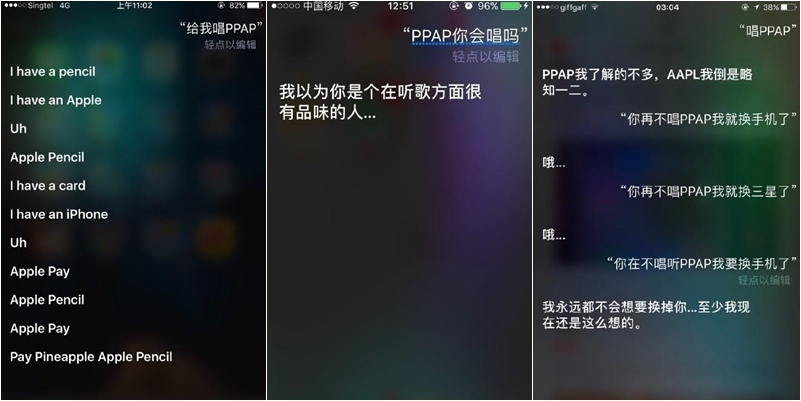 Singtel 4G 上午11:02 82%
“给我唱PPAP”
轻点以编辑
I have a pencil
I have an Apple
Uh
Apple Pencil
I have a card
I have an iPhone
Uh
Apple Pay
Apple Pencil
Apple Pay
Pay Pineapple Apple Pencil
中国移动 12:51 96%
“PPAP你会唱吗”
轻点以编辑
我以为你是个在听歌方面很
有品味的人...
giffgaff 03:04 38%
“唱PPAP”
PPAP我了解的不多，AAPL我倒是略
知一二。
“你再不唱PPAP我就换手机了”
哦...
“你再不唱PPAP我就换三星了”
哦...
“你在不唱听PPAP我要换手机了”
轻点以编辑
我永远都不会想要换掉你...至少我现
在还是这么想的。